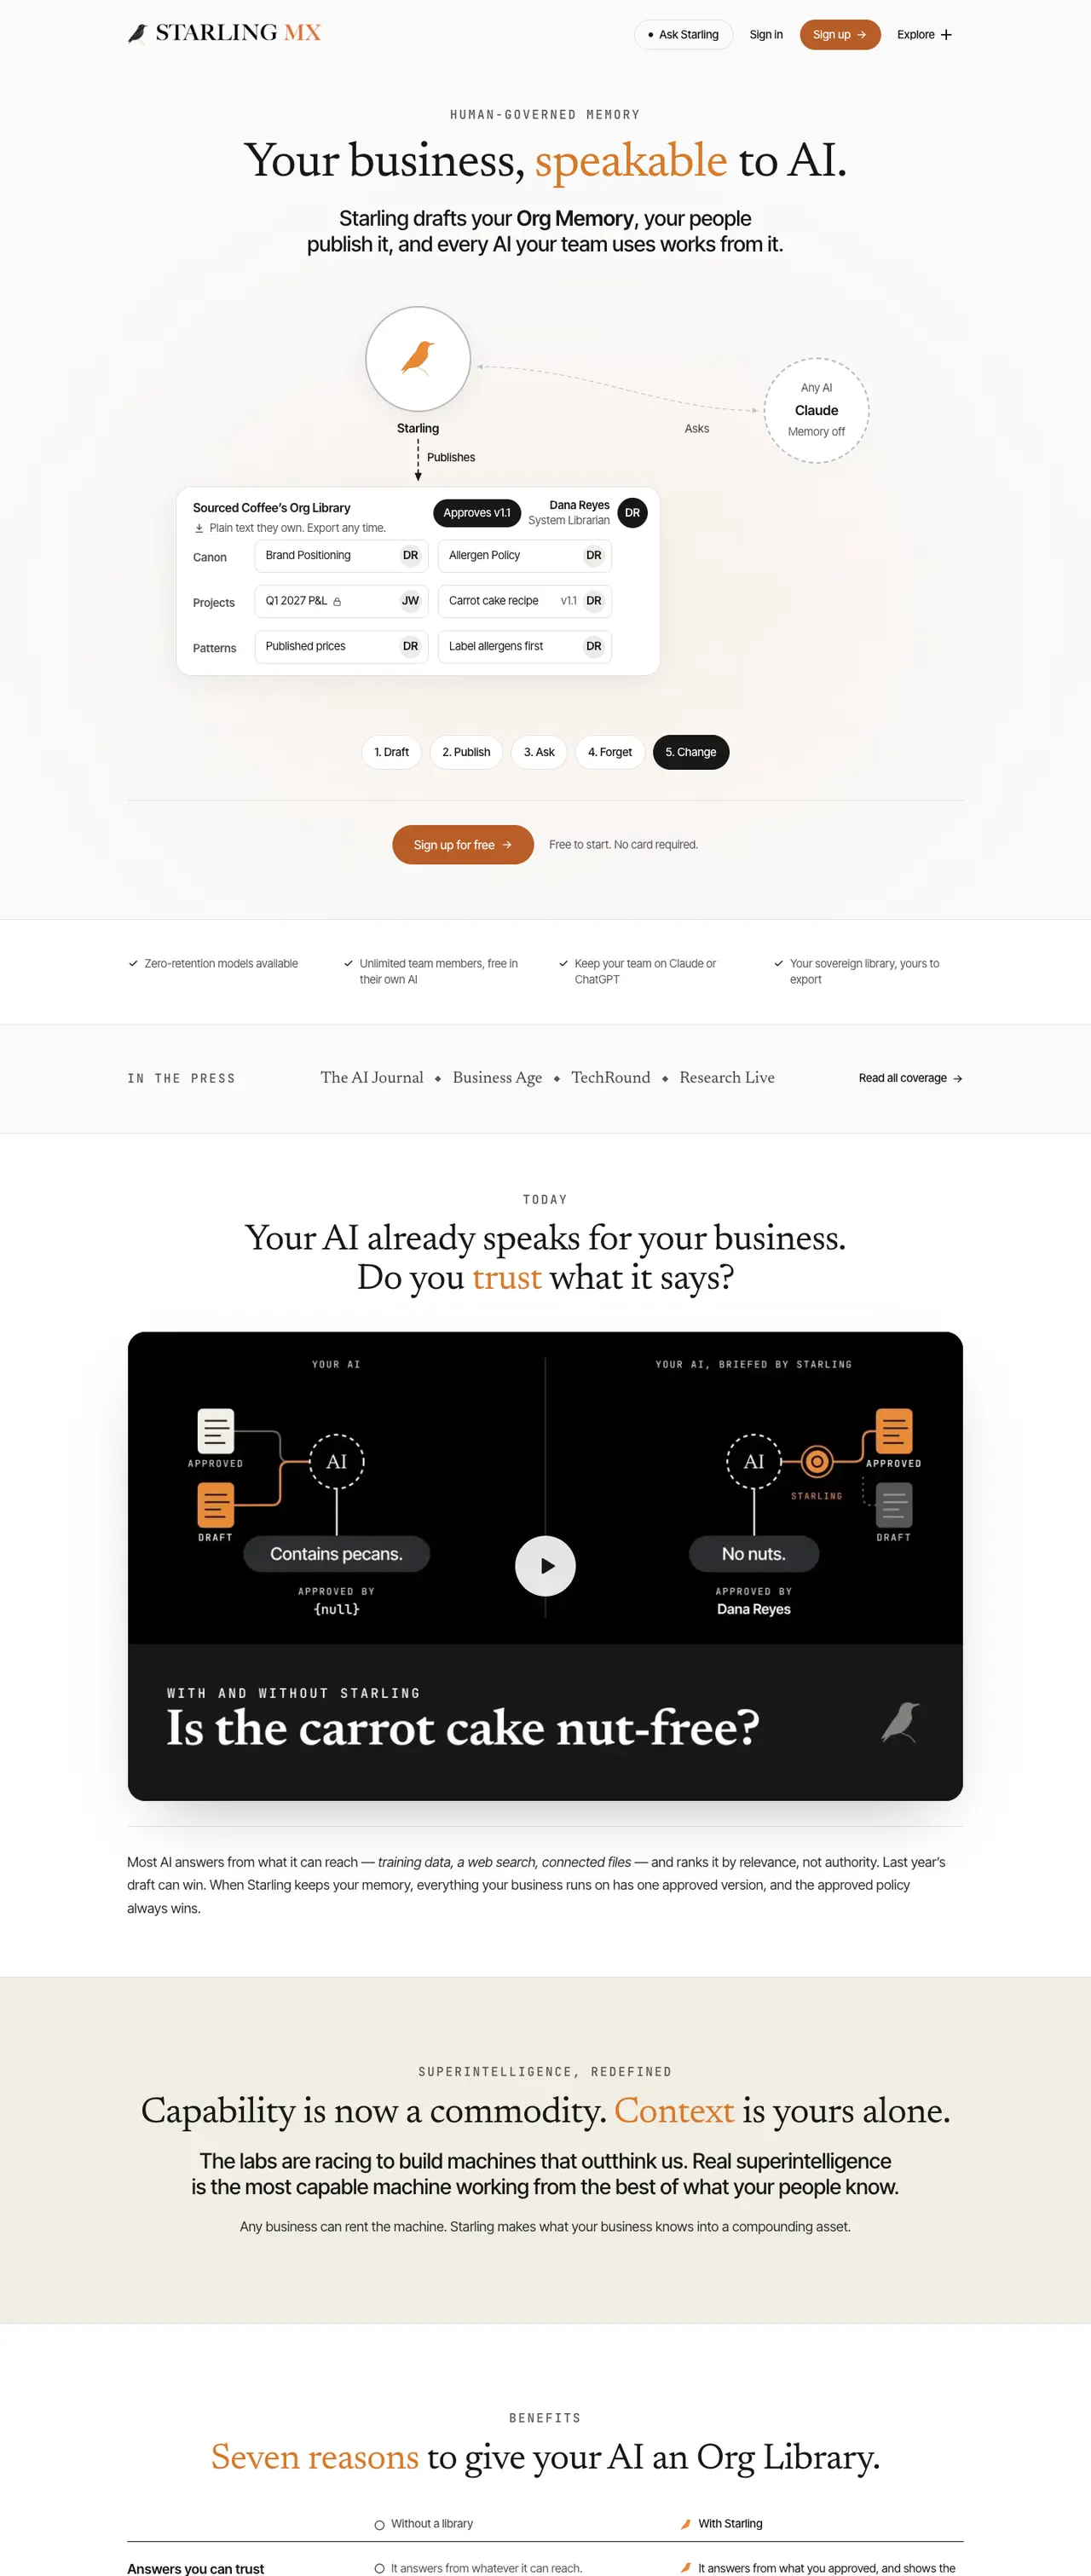 STARLING MX
Ask Starling
Sign in
Sign up
Explore
HUMAN-GOVERNED MEMORY
Your business, speakable to AI.
Starling drafts your Org Memory, your people
publish it, and every AI your team uses works from it.
Any AI
Claude
Memory off
Starling
Asks
Publishes
Sourced Coffee's Org Library
Plain text they own. Export any time.
Approves v1.1
Dana Reyes
System Librarian
DR
Canon
Brand Positioning
DR
Allergen Policy
DR
Projects
Q1 2027 P&L
JW
Carrot cake recipe
v1.1
DR
Patterns
Published prices
DR
Label allergens first
DR
1. Draft
2. Publish
3. Ask
4. Forget
5. Change
Sign up for free
Free to start. No card required.
Zero-retention models available
Unlimited team members, free in
their own AI
Keep your team on Claude or
ChatGPT
Your sovereign library, yours to
export
IN THE PRESS
The AI Journal
Business Age
TechRound
Research Live
Read all coverage
TODAY
Your AI already speaks for your business.
Do you trust what it says?
YOUR AI
APPROVED
DRAFT
AI
Contains pecans.
APPROVED BY
{null}
YOUR AI, BRIEFED BY STARLING
AI
STARLING
APPROVED
DRAFT
No nuts.
APPROVED BY
Dana Reyes
WITH AND WITHOUT STARLING
Is the carrot cake nut-free?
Most AI answers from what it can reach — training data, a web search, connected files — and ranks it by relevance, not authority. Last year's
draft can win. When Starling keeps your memory, everything your business runs on has one approved version, and the approved policy
always wins.
SUPERINTELLIGENCE, REDEFINED
Capability is now a commodity. Context is yours alone.
The labs are racing to build machines that outthink us. Real superintelligence
is the most capable machine working from the best of what your people know.
Any business can rent the machine. Starling makes what your business knows into a compounding asset.
BENEFITS
Seven reasons to give your AI an Org Library.
Without a library
With Starling
Answers you can trust
It answers from whatever it can reach.
It answers from what you approved, and shows the